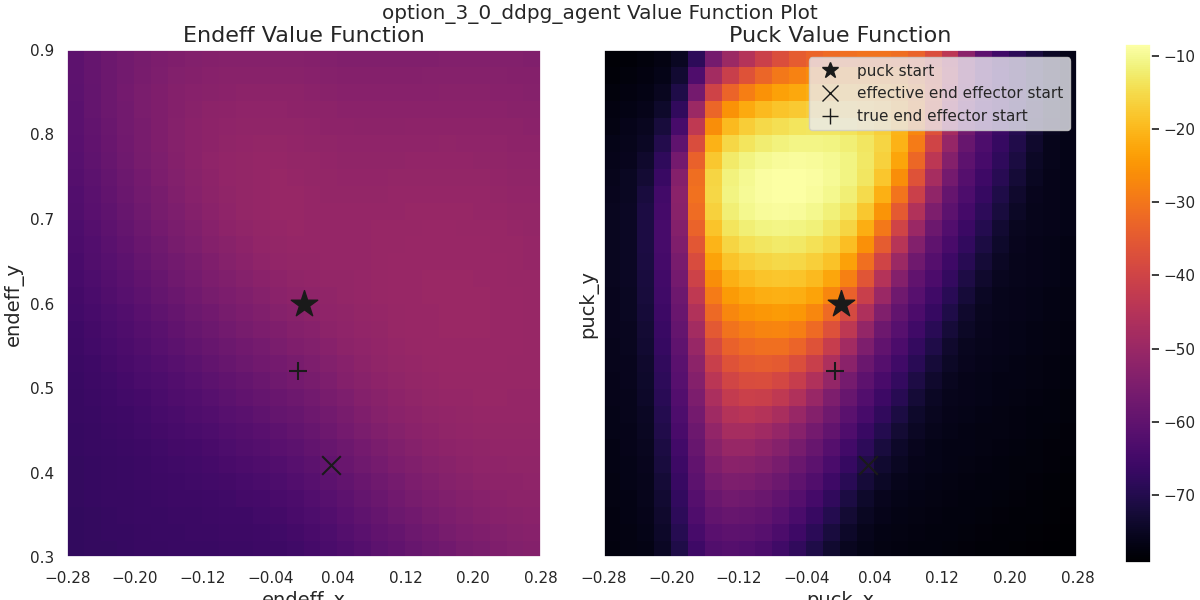 option_3_0_ddpg_agent Value Function Plot
Endeff Value Function
Puck Value Function
puck start
effective end effector start
true end effector start
endeff_y
0.9
0.8
0.7
0.6
0.5
0.4
0.3
−0.28 −0.20 −0.12 −0.04 0.04 0.12 0.20 0.28
endeff_x
puck_y
−0.28 −0.20 −0.12 −0.04 0.04 0.12 0.20 0.28
puck_x
−10
−20
−30
−40
−50
−60
−70